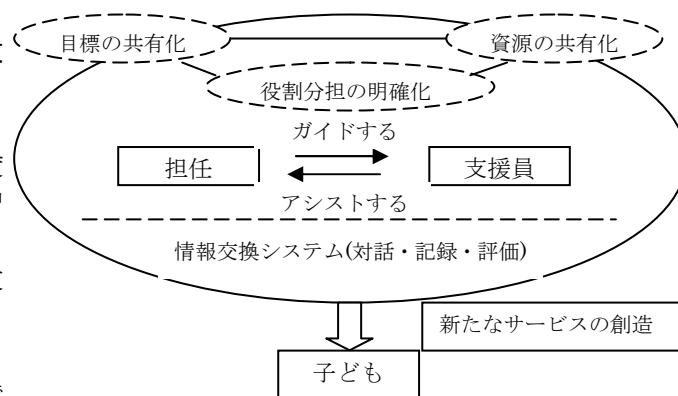 目標の共有化
資源の共有化
役割分担の明確化
ガイドする
担任
支援員
アシストする
情報交換システム(対話・記録・評価)
新たなサービスの創造
子ども